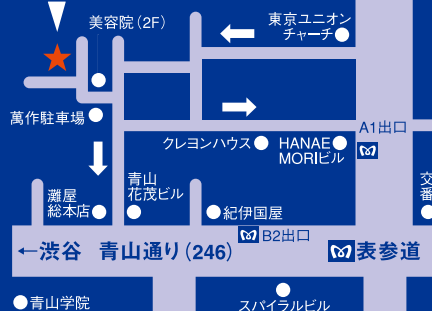 美容院（2F）
東京ユニオン
チャーチ
萬作駐車場
A1出口
クレヨンハウス
HANAE
MORIビル
青山
花茂ビル
灘屋
総本店
紀伊国屋
交
番
B2出口
←渋谷 青山通り（246）
表参道
青山学院
スパイラルビル